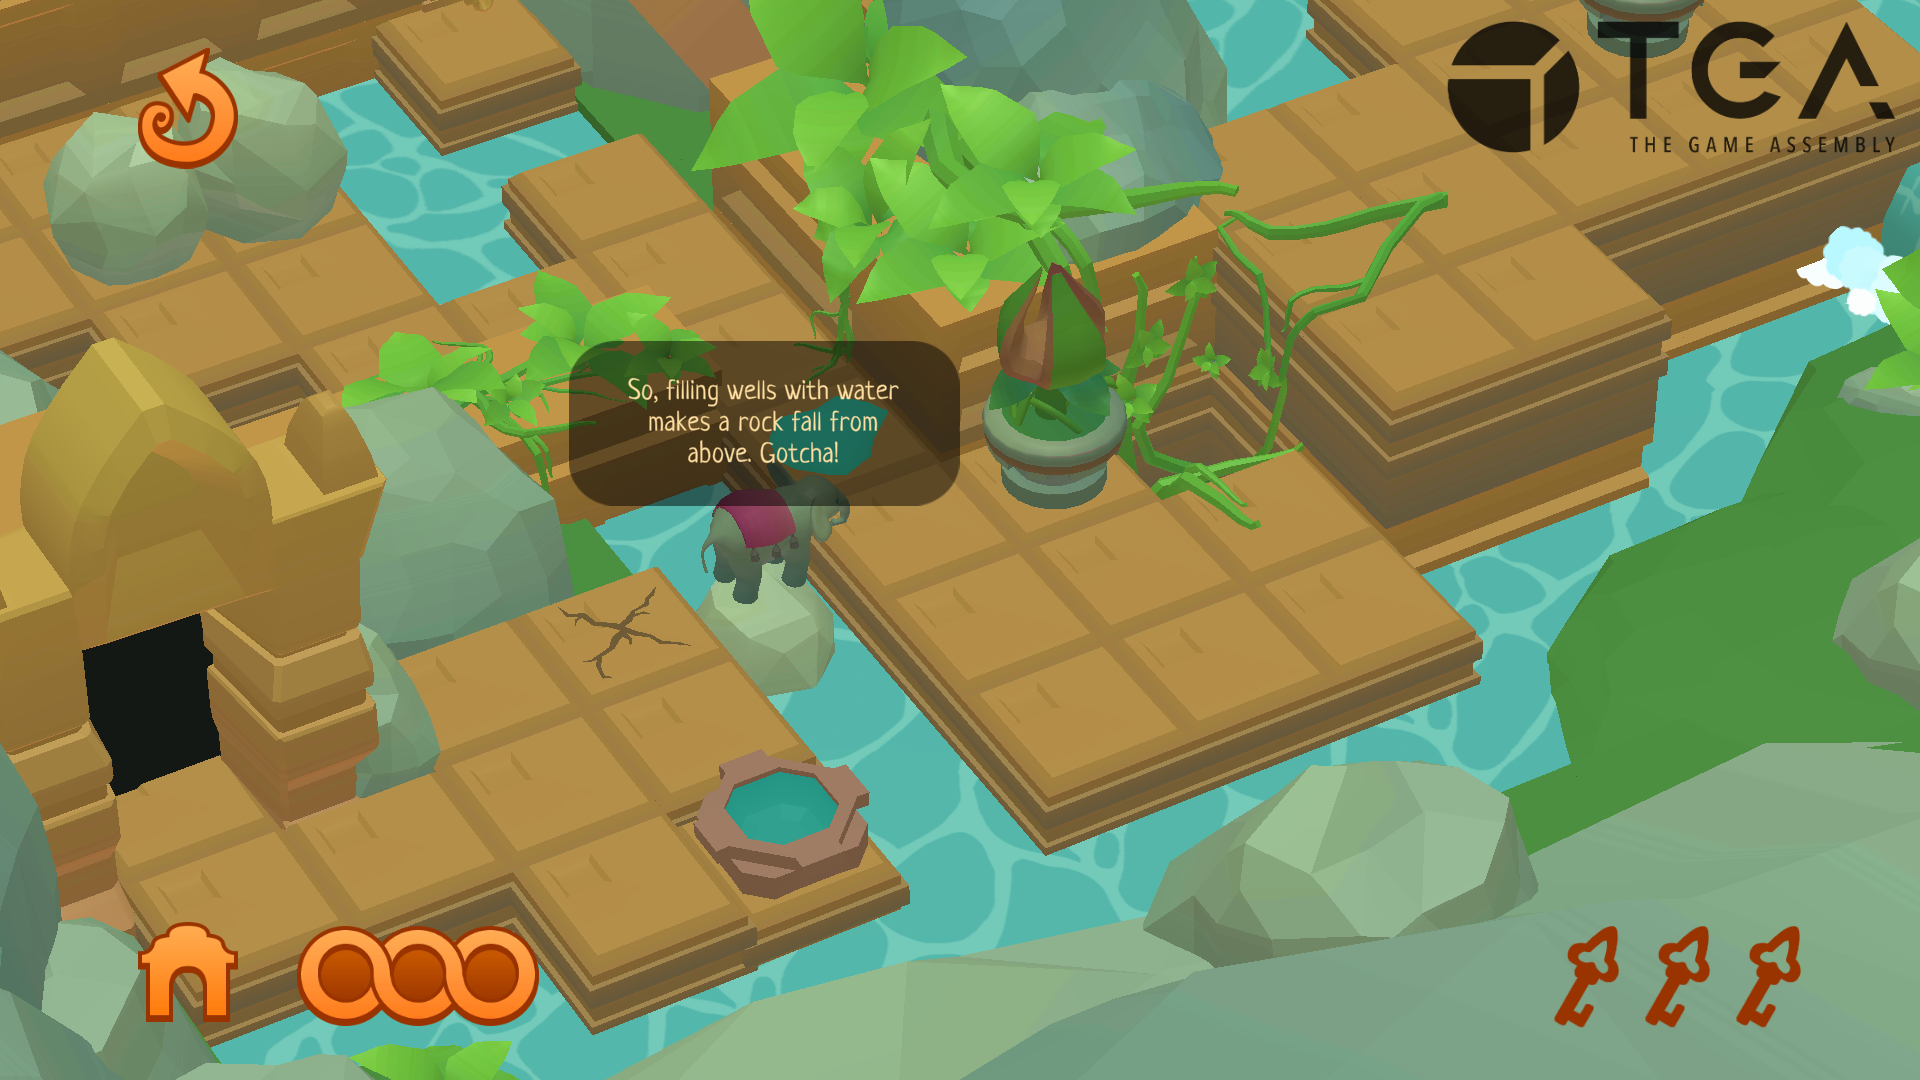 TGA
THE GAME ASSEMBLY
So, filling wells with water
makes a rock fall from
above. Gotcha!